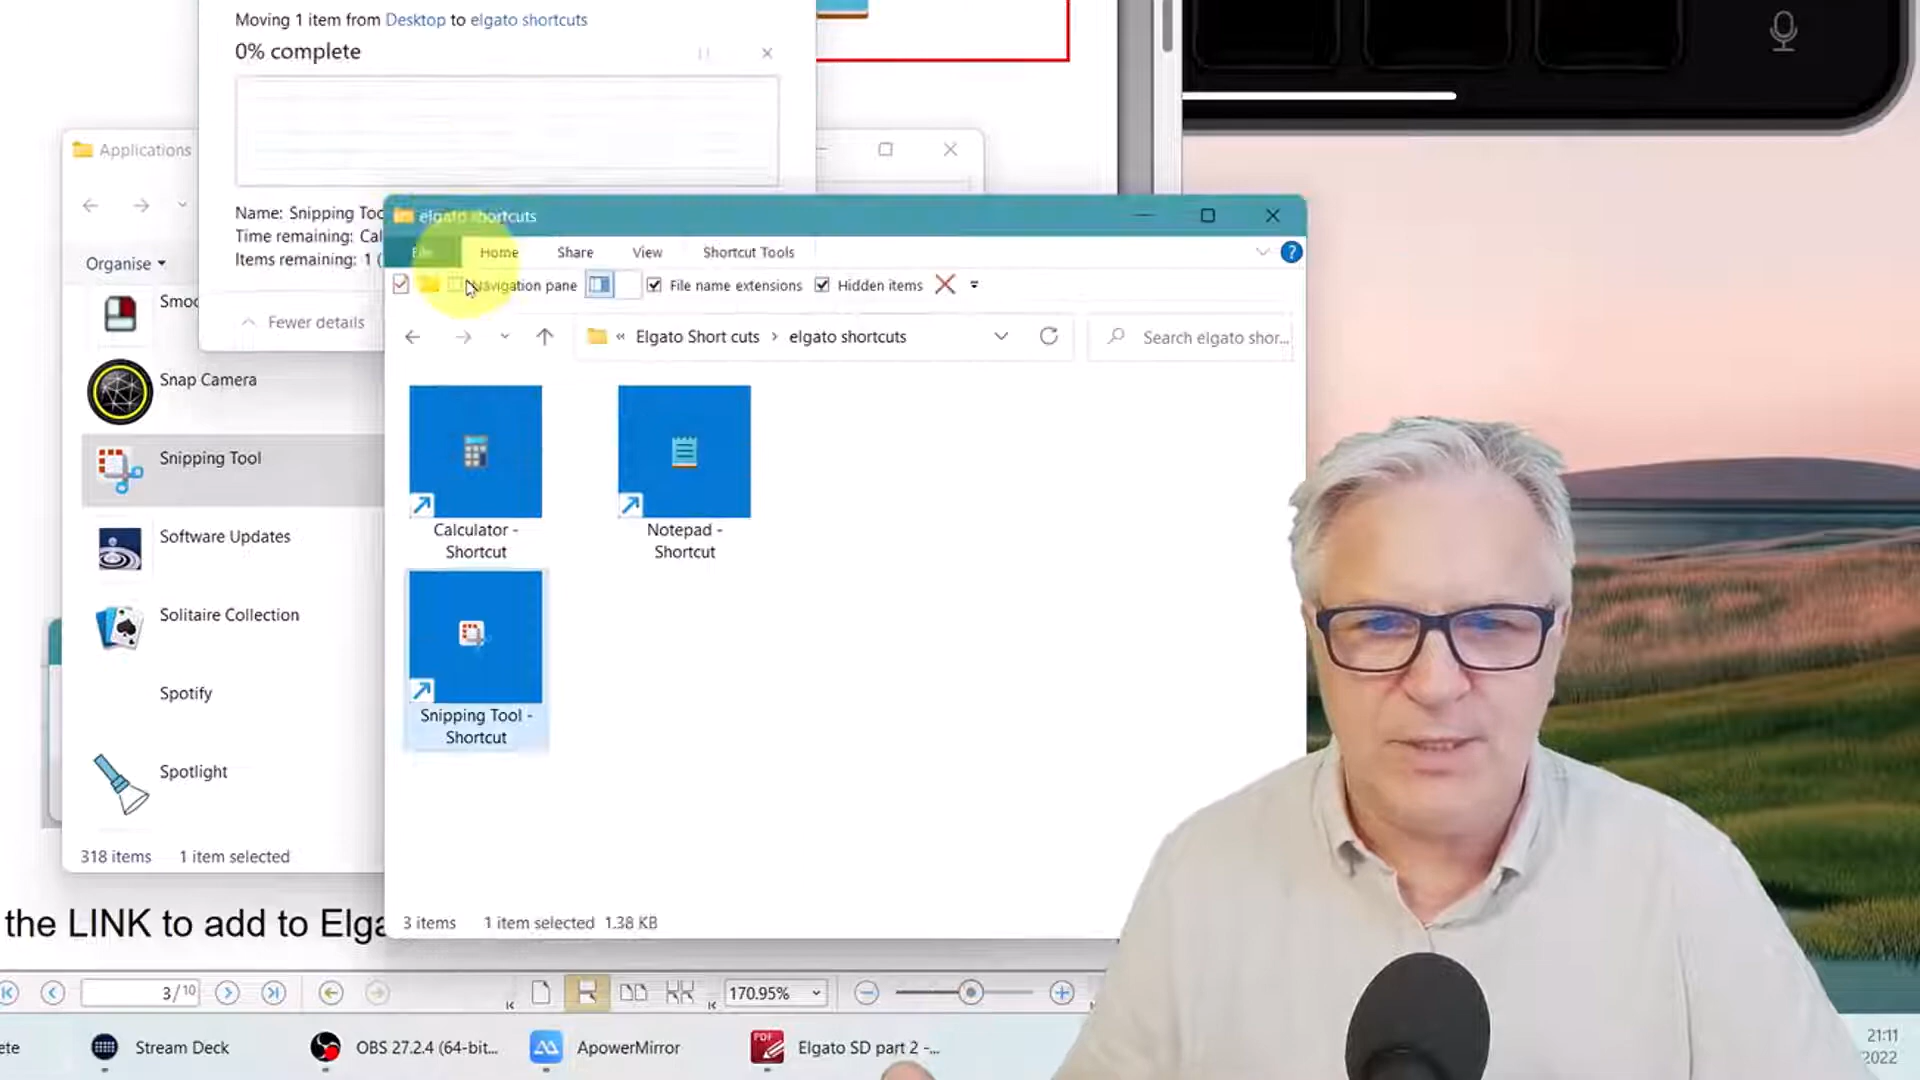 Moving 1 item from Desktop to elgato shortcuts
0% complete
Applications
Name: Snipping Too
Time remaining: Cal
Items remaining: 1 (
Fewer details
Organise
Smoo
Snap Camera
Snipping Tool
Software Updates
Solitaire Collection
Spotify
Spotlight
318 items 1 item selected
elgato shortcuts
File Home Share View Shortcut Tools
Navigation pane File name extensions Hidden items
« Elgato Short cuts > elgato shortcuts
Search elgato shor...
Calculator -
Shortcut
Notepad -
Shortcut
Snipping Tool -
Shortcut
3 items 1 item selected 1.38 KB
the LINK to add to Elga
3/10
170.95%
ete
Stream Deck
OBS 27.2.4 (64-bit...
ApowerMirror
PDF
Elgato SD part 2 -...
21:11
2022